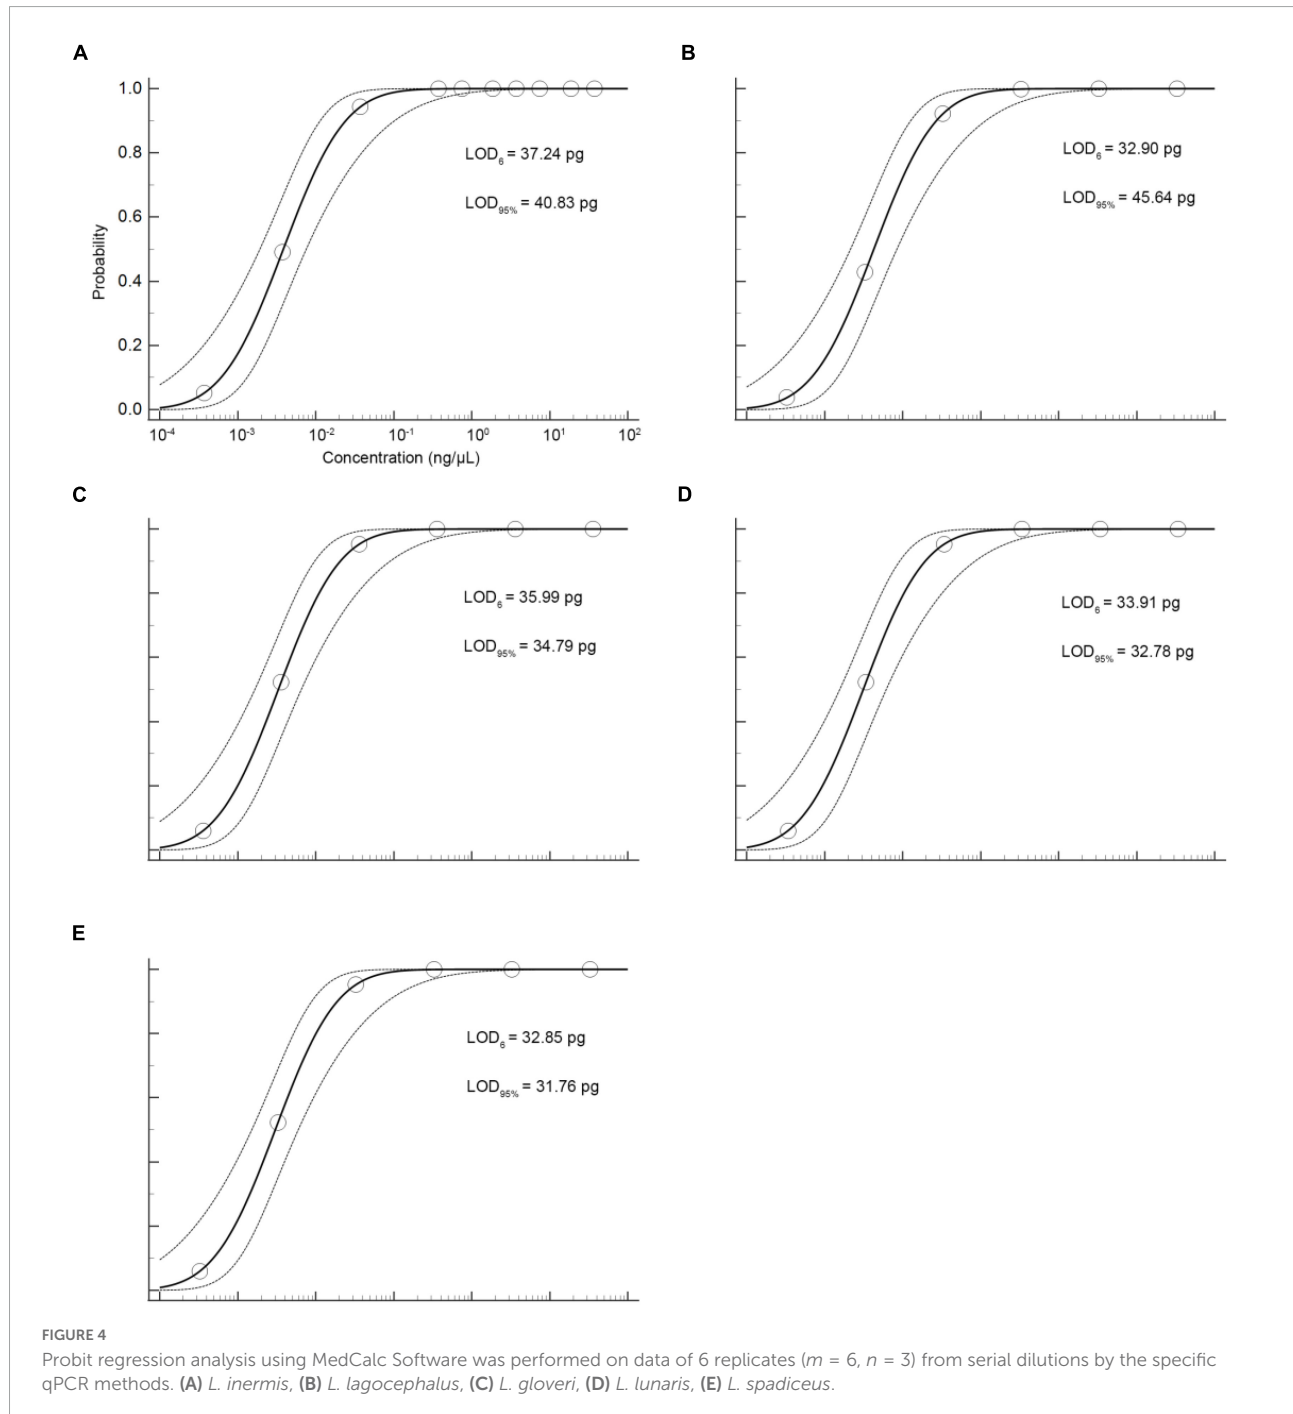 A
B
1.0
0.8
0.6
0.4
0.2
0.0
Probability
LOD6 = 37.24 pg
LOD95% = 40.83 pg
10-4
10-3
10-2
10-1
100
101
102
Concentration (ng/µL)
LOD6 = 32.90 pg
LOD95% = 45.64 pg
C
D
LOD6 = 35.99 pg
LOD95% = 34.79 pg
LOD6 = 33.91 pg
LOD95% = 32.78 pg
E
LOD6 = 32.85 pg
LOD95% = 31.76 pg
FIGURE 4
Probit regression analysis using MedCalc Software was performed on data of 6 replicates (m = 6, n = 3) from serial dilutions by the specific
qPCR methods. (A) L. inermis, (B) L. lagocephalus, (C) L. gloveri, (D) L. lunaris, (E) L. spadiceus.